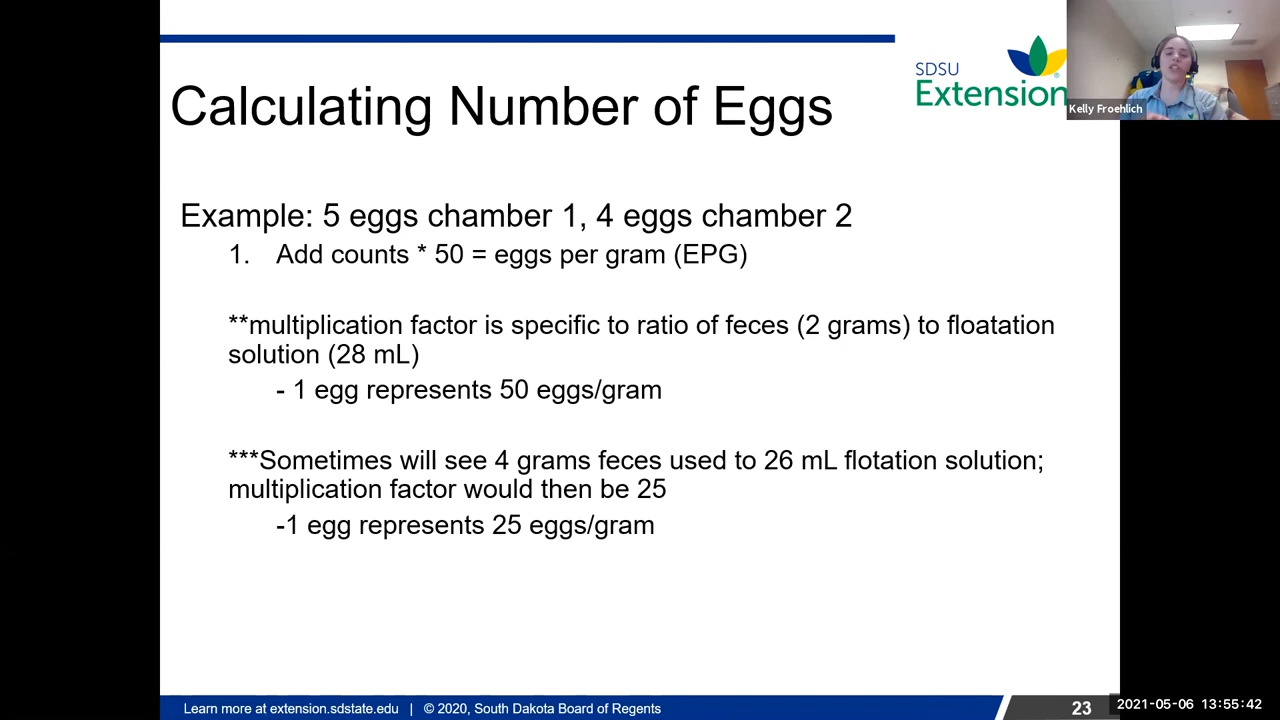 SDSU
Extension
Kelly Froehlich
Calculating Number of Eggs
Example: 5 eggs chamber 1, 4 eggs chamber 2
1. Add counts * 50 = eggs per gram (EPG)
**multiplication factor is specific to ratio of feces (2 grams) to floatation
solution (28 mL)
- 1 egg represents 50 eggs/gram
***Sometimes will see 4 grams feces used to 26 mL flotation solution;
multiplication factor would then be 25
-1 egg represents 25 eggs/gram
Learn more at extension.sdstate.edu | © 2020, South Dakota Board of Regents
23
2021-05-06 13:55:42